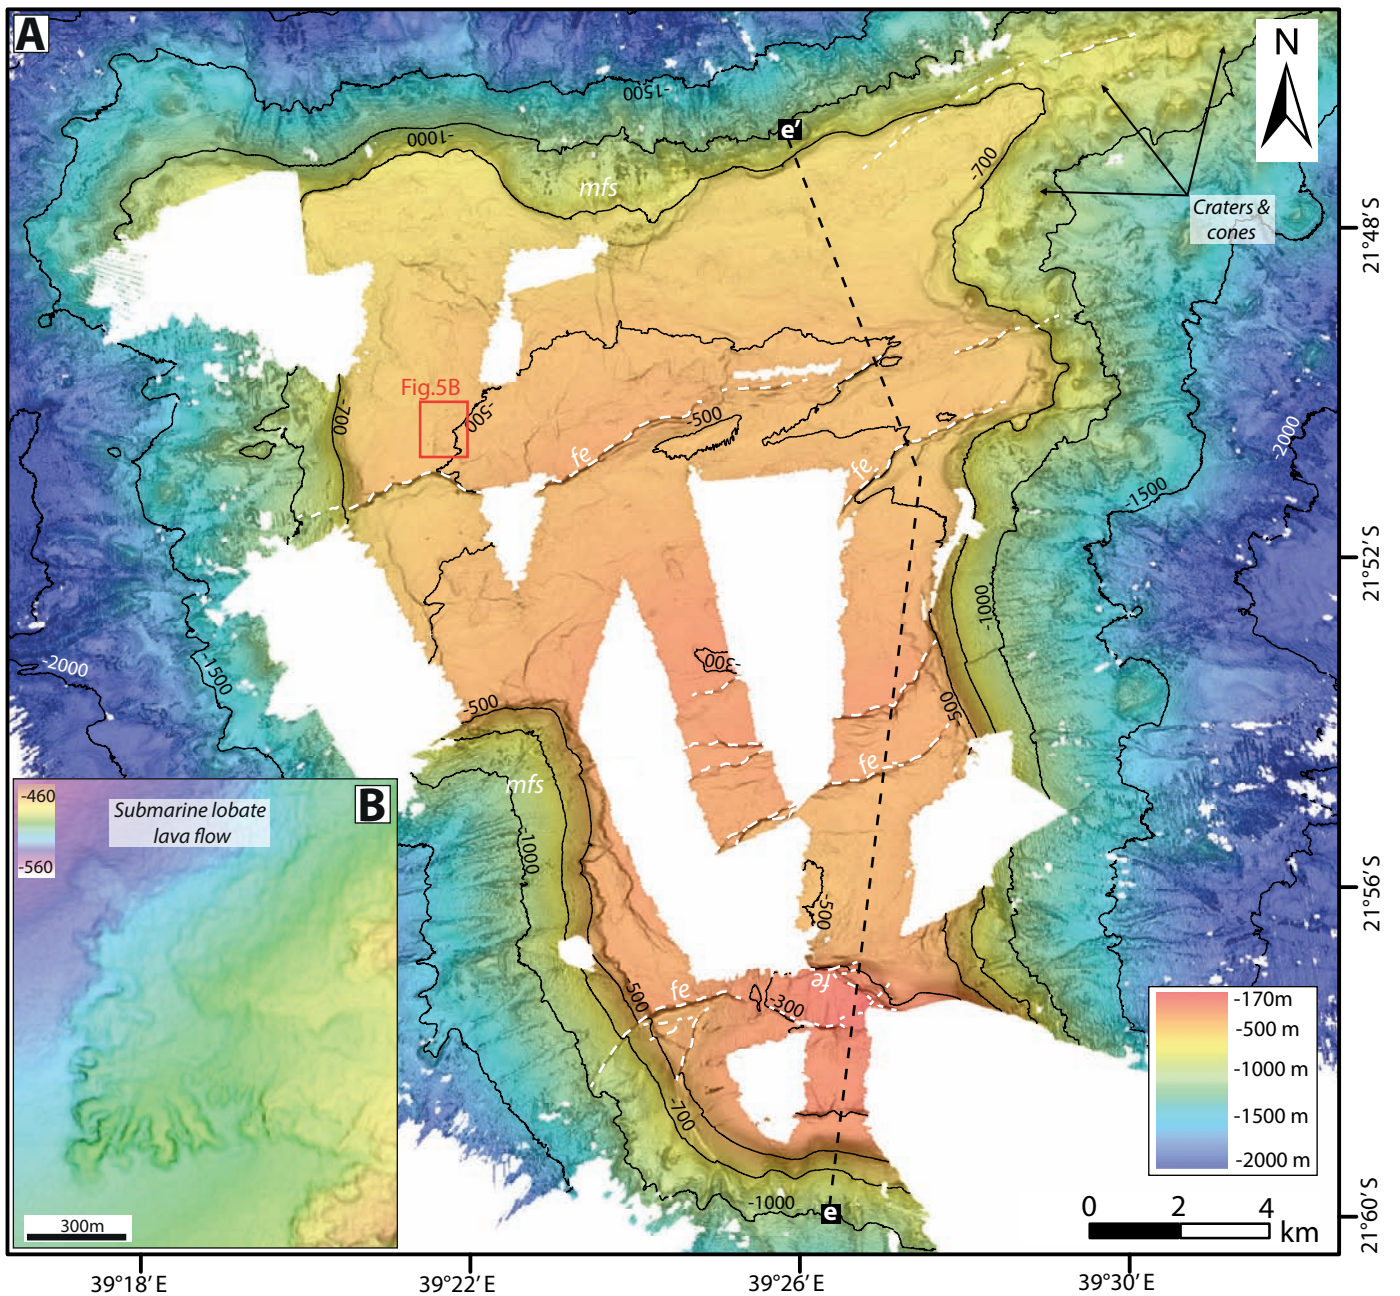 A
N
-1500
-1000
e'
-700
mfs
Craters &
cones
21°48'S
Fig.5B
-700
-500
-500
-2000
fe
fe
-1500
21°52'S
-1000
-300
-2000
-1500
-500
500
fe
mfs
-460
-560
Submarine lobate
lava flow
B
-1000
21°56'S
-500
fe
fe
-500
-300
-170m
-500 m
-1000 m
-1500 m
-2000 m
-700
-1000
e
0 2 4
km
21°60'S
300m
39°18'E
39°22'E
39°26'E
39°30'E